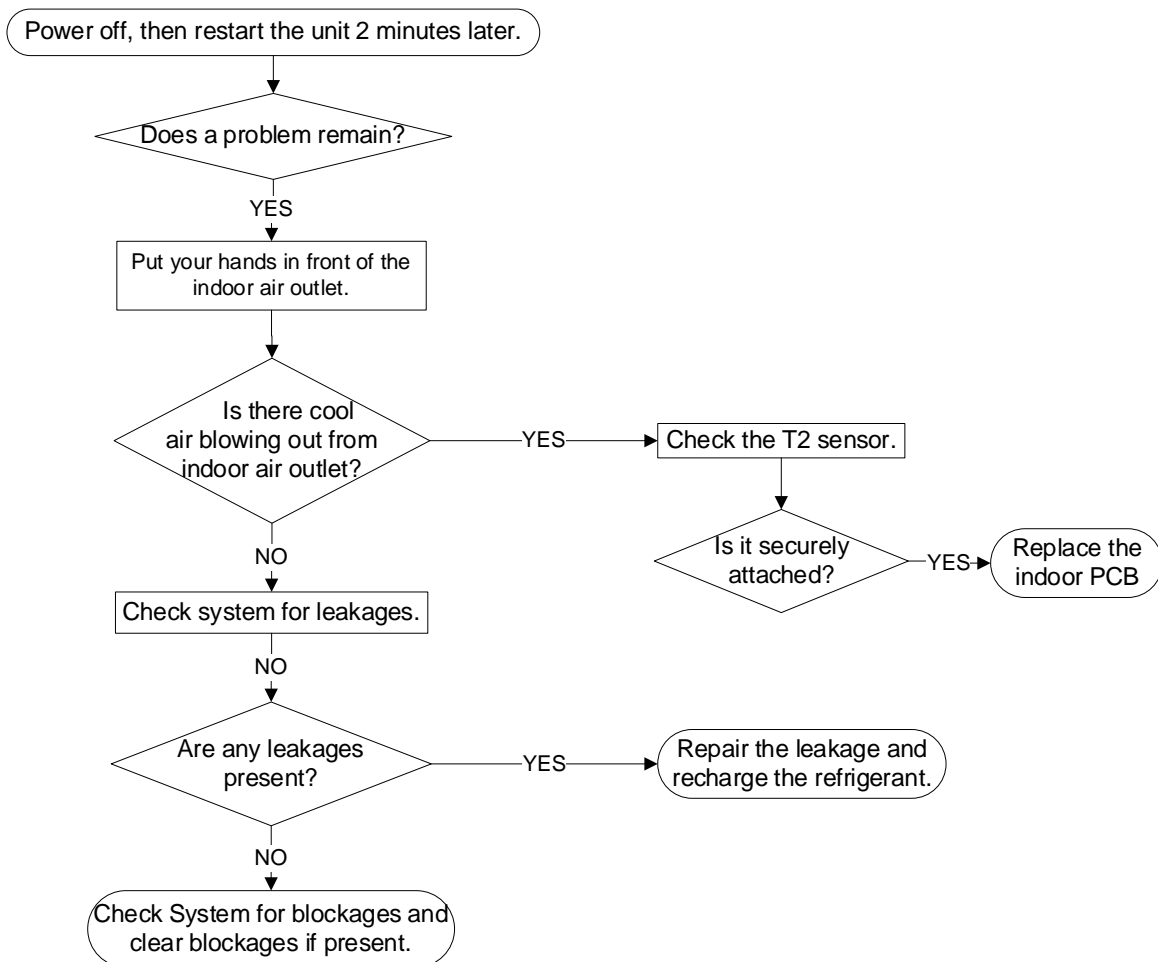 Power off, then restart the unit 2 minutes later.
Does a problem remain?
YES
Put your hands in front of the
indoor air outlet.
Is there cool
air blowing out from
indoor air outlet?
YES
Check the T2 sensor.
Is it securely
attached?
YES
Replace the
indoor PCB
NO
Check system for leakages.
NO
Are any leakages
present?
YES
Repair the leakage and
recharge the refrigerant.
NO
Check System for blockages and
clear blockages if present.